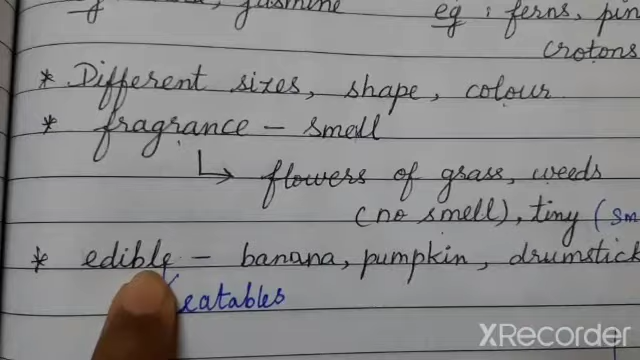 jasmine eg : ferns, pin
crotons
* Different sizes, shape, colour
* fragrance - smell
flowers of grass, weeds
(no smell), tiny (sm
* edible - banana, pumpkin, drumstick
eatables
XRecorder